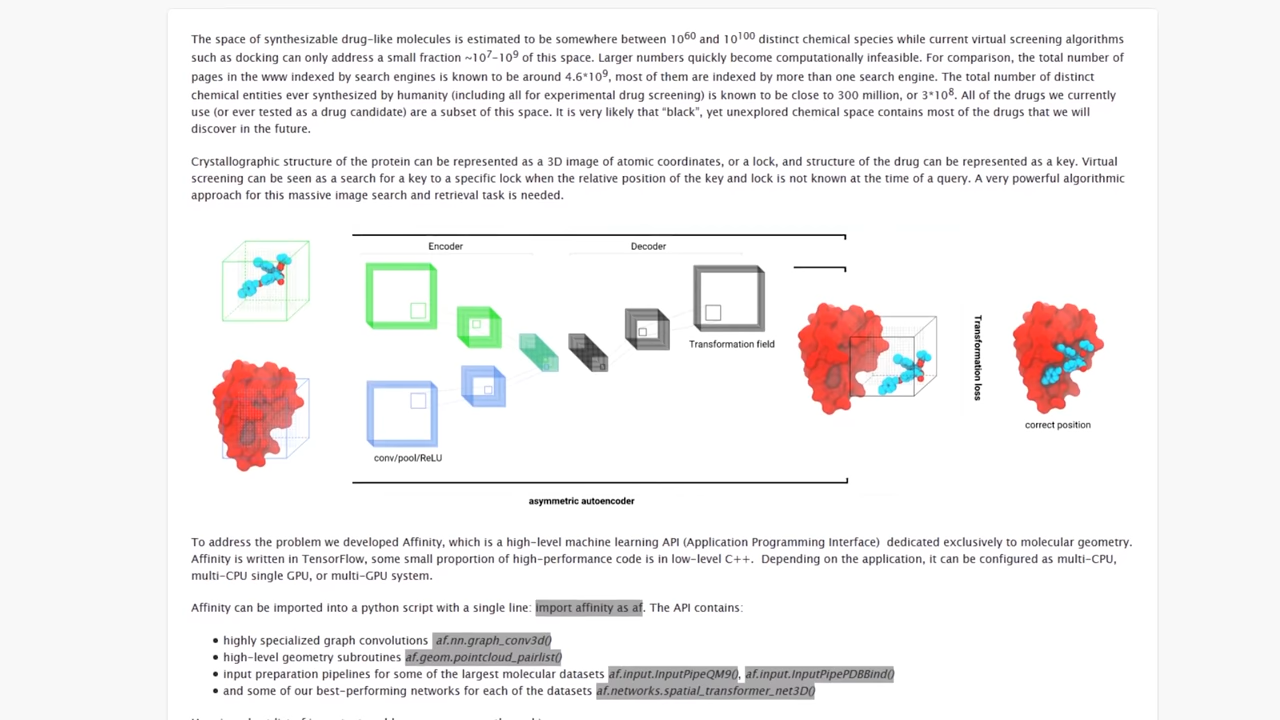 The space of synthesizable drug-like molecules is estimated to be somewhere between 10^60 and 10^100 distinct chemical species while current virtual screening algorithms
such as docking can only address a small fraction ~10^7-10^9 of this space. Larger numbers quickly become computationally infeasible. For comparison, the total number of
pages in the www indexed by search engines is known to be around 4.6*10^9, most of them are indexed by more than one search engine. The total number of distinct
chemical entities ever synthesized by humanity (including all for experimental drug screening) is known to be close to 300 million, or 3*10^8. All of the drugs we currently
use (or ever tested as a drug candidate) are a subset of this space. It is very likely that “black”, yet unexplored chemical space contains most of the drugs that we will
discover in the future.
Crystallographic structure of the protein can be represented as a 3D image of atomic coordinates, or a lock, and structure of the drug can be represented as a key. Virtual
screening can be seen as a search for a key to a specific lock when the relative position of the key and lock is not known at the time of a query. A very powerful algorithmic
approach for this massive image search and retrieval task is needed.
Encoder
Decoder
Transformation field
Transformation loss
correct position
conv/pool/ReLU
asymmetric autoencoder
To address the problem we developed Affinity, which is a high-level machine learning API (Application Programming Interface) dedicated exclusively to molecular geometry.
Affinity is written in TensorFlow, some small proportion of high-performance code is in low-level C++. Depending on the application, it can be configured as multi-CPU,
multi-CPU single GPU, or multi-GPU system.
Affinity can be imported into a python script with a single line: import affinity as af. The API contains:
• highly specialized graph convolutions af.nn.graph_conv3d()
• high-level geometry subroutines af.geom.pointcloud_pairlist()
• input preparation pipelines for some of the largest molecular datasets af.input.InputPipeQM9(), af.input.InputPipePDBBind()
• and some of our best-performing networks for each of the datasets af.networks.spatial_transformer_net3D()